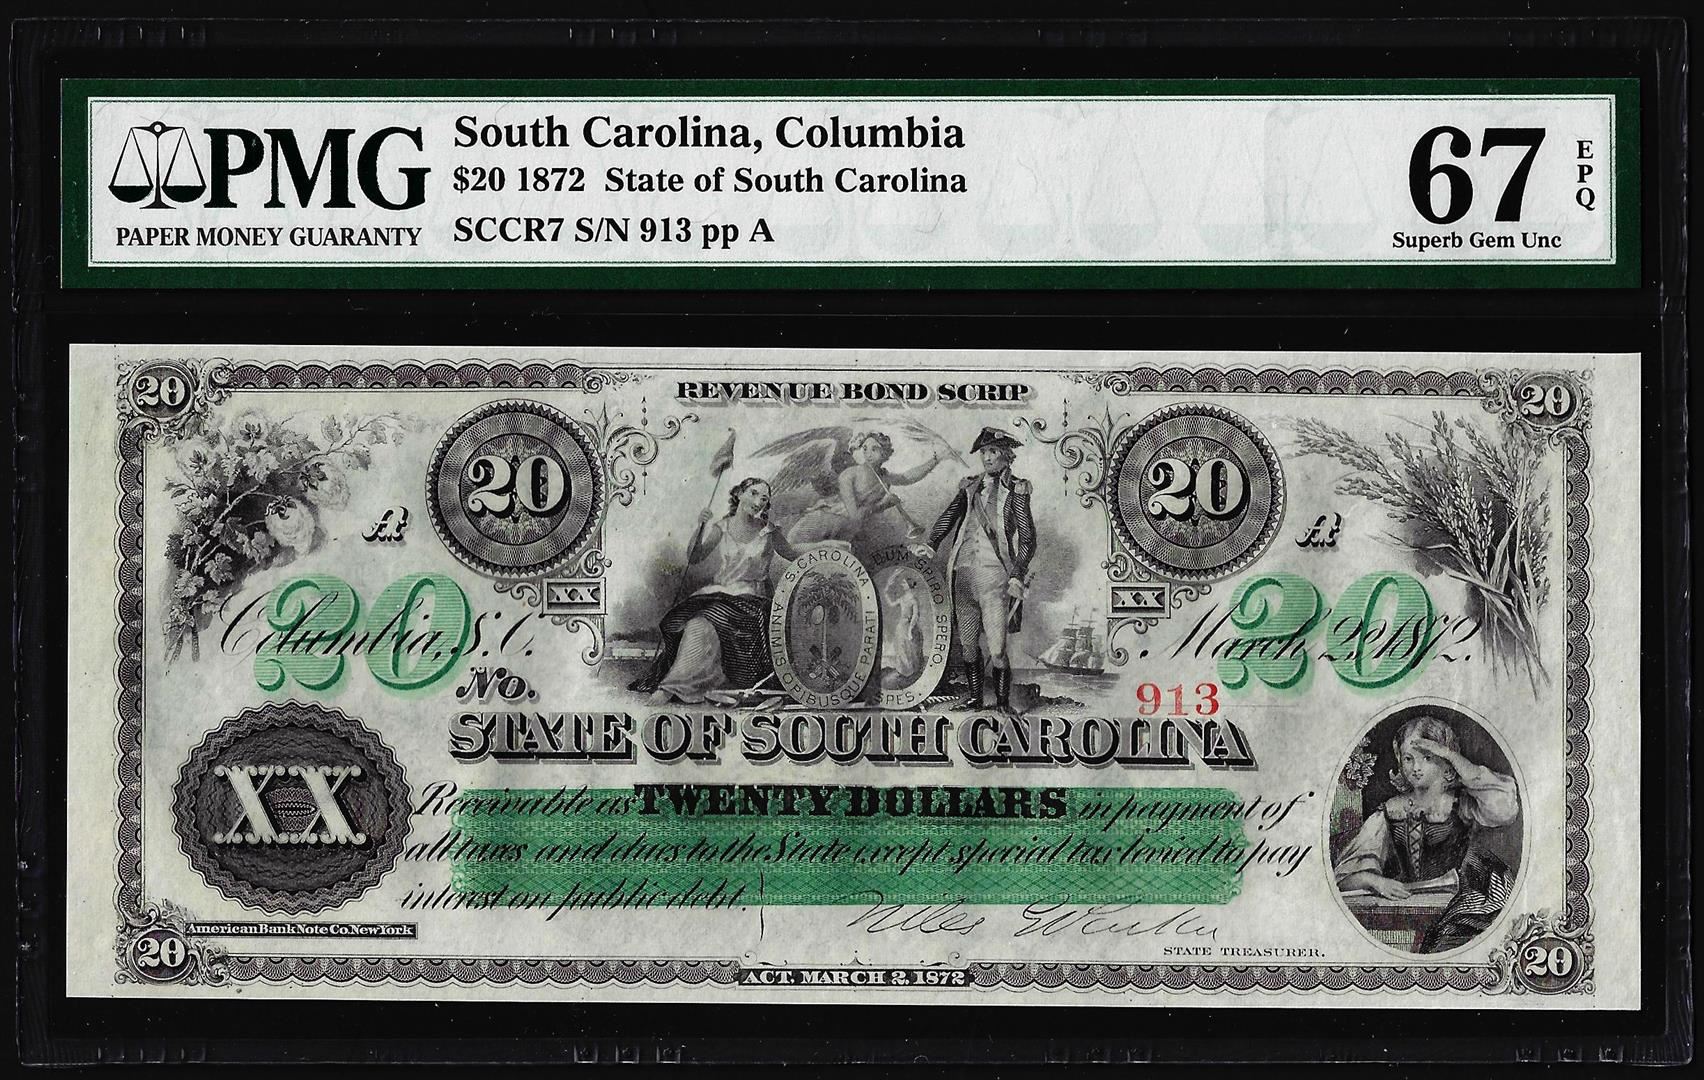 PMG
PAPER MONEY GUARANTY
South Carolina, Columbia
$20 1872 State of South Carolina
SCCR7 S/N 913 pp A
67
EPQ
Superb Gem Unc
20
REVENUE BOND SCRIP
20
20
20
A
A
S. CAROLINA
ANIMIS OPIBUSQUE PARATI
DUM SPIRO SPERO.
SPES.
XX
XX
20
20
Columbia, S.C.
March 2, 1872.
No.
913
STATE OF SOUTH CAROLINA
XX
Receivable as TWENTY DOLLARS in payment of
all taxes and dues to the State except special tax levied to pay
interest on public debt.
Niles G Parker
American Bank Note Co. New York
STATE TREASURER.
20
ACT, MARCH 2, 1872
20